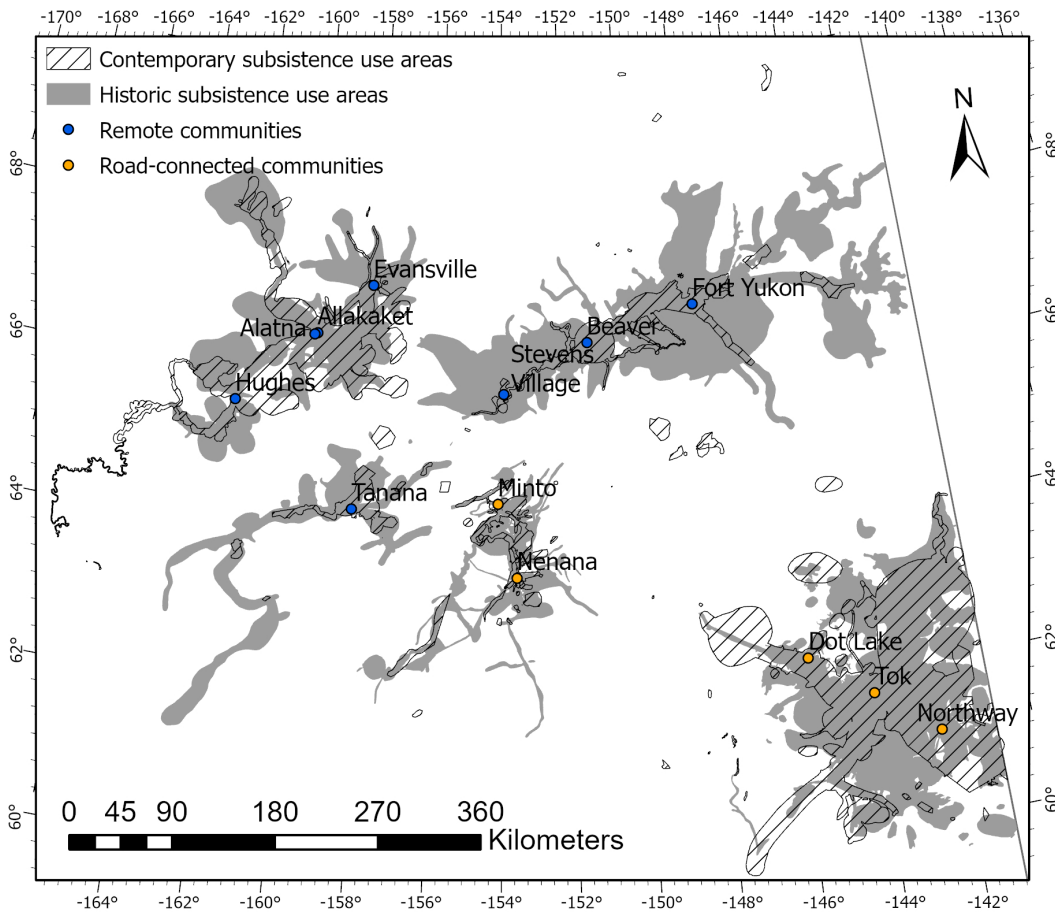 -170° -168° -166° -164° -162° -160° -158° -156° -154° -152° -150° -148° -146° -144° -142° -140° -138° -136°
Contemporary subsistence use areas
Historic subsistence use areas
Remote communities
Road-connected communities
N
68° 68°
Evansville
Fort Yukon
66° 66°
Alatna Allakaket
Beaver
Stevens
Village
Hughes
64° 64°
Tanana
Minto
Nenana
62° 62°
Dot Lake
Tok
Northway
60° 60°
0 45 90 180 270 360
Kilometers
-164° -162° -160° -158° -156° -154° -152° -150° -148° -146° -144° -142°